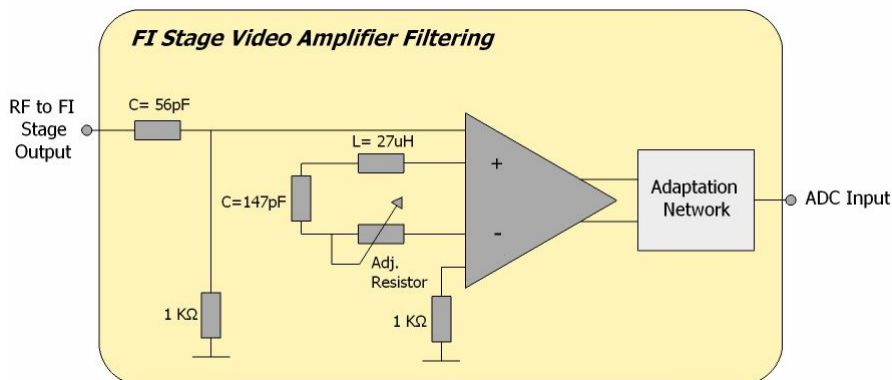 FI Stage Video Amplifier Filtering
RF to FI
Stage
Output
C= 56pF
L= 27uH
C=147pF
+
-
Adj.
Resistor
1 KΩ
1 KΩ
Adaptation
Network
ADC Input